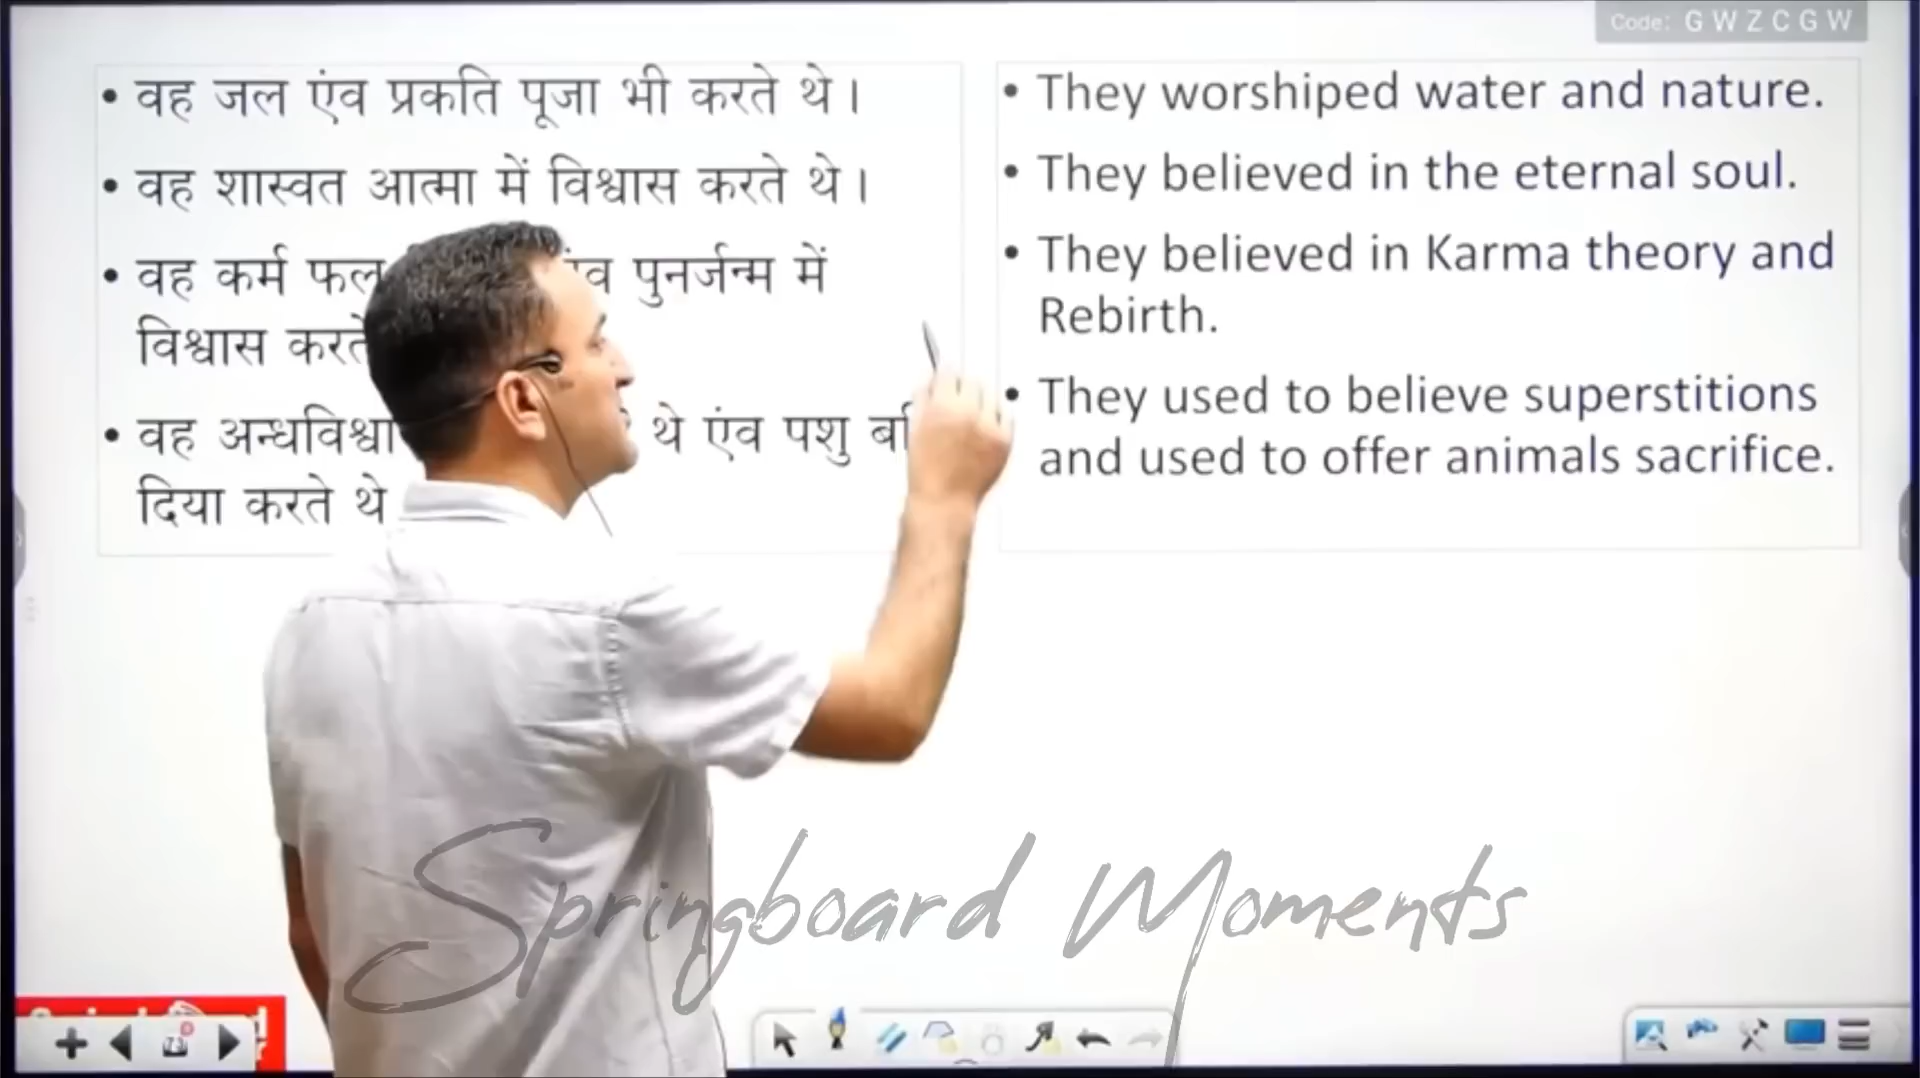 Code: G W Z C G W
• वह जल एंव प्रकति पूजा भी करते थे।
• वह शास्वत आत्मा में विश्वास करते थे।
• वह कर्म फल पुनर्जन्म में
विश्वास करते
• वह थे एंव पशु
दिया करते थे
• They worshiped water and nature.
• They believed in the eternal soul.
• They believed in Karma theory and
Rebirth.
• They used to believe superstitions
and used to offer animals sacrifice.
Springboard Moments